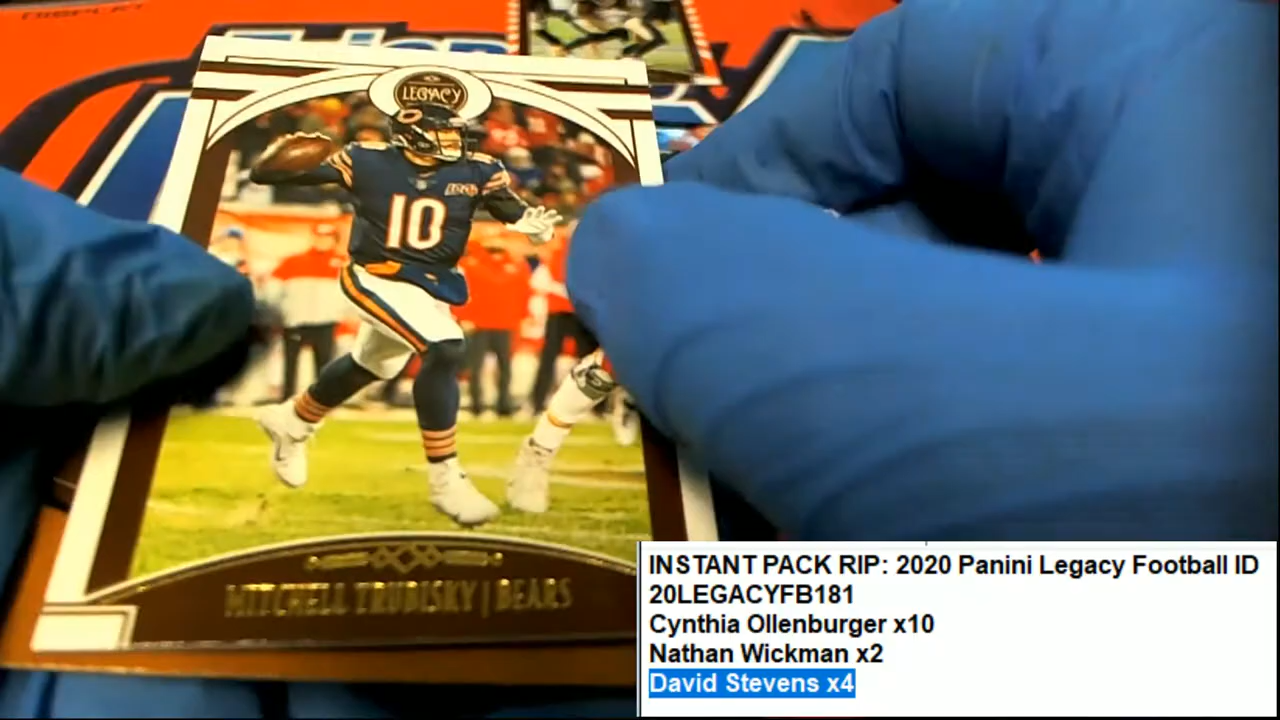 DISPLAY
LEGACY
10
MITCHELL TRUBISKY | BEARS
INSTANT PACK RIP: 2020 Panini Legacy Football ID
20LEGACYFB181
Cynthia Ollenburger x10
Nathan Wickman x2
David Stevens x4